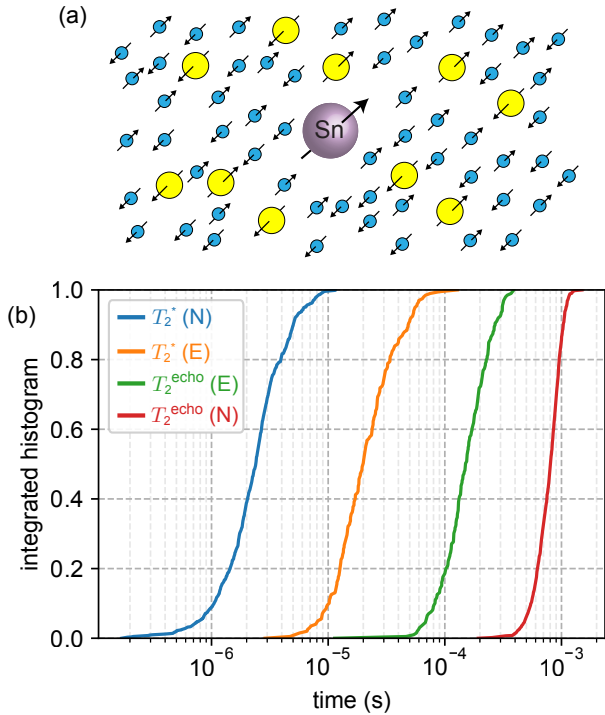 (a)
Sn
(b)
1.0
0.8
0.6
0.4
0.2
0.0
integrated histogram
T₂* (N)
T₂* (E)
T₂ᵉᶜʰᵒ (E)
T₂ᵉᶜʰᵒ (N)
10⁻⁶ 10⁻⁵ 10⁻⁴ 10⁻³
time (s)